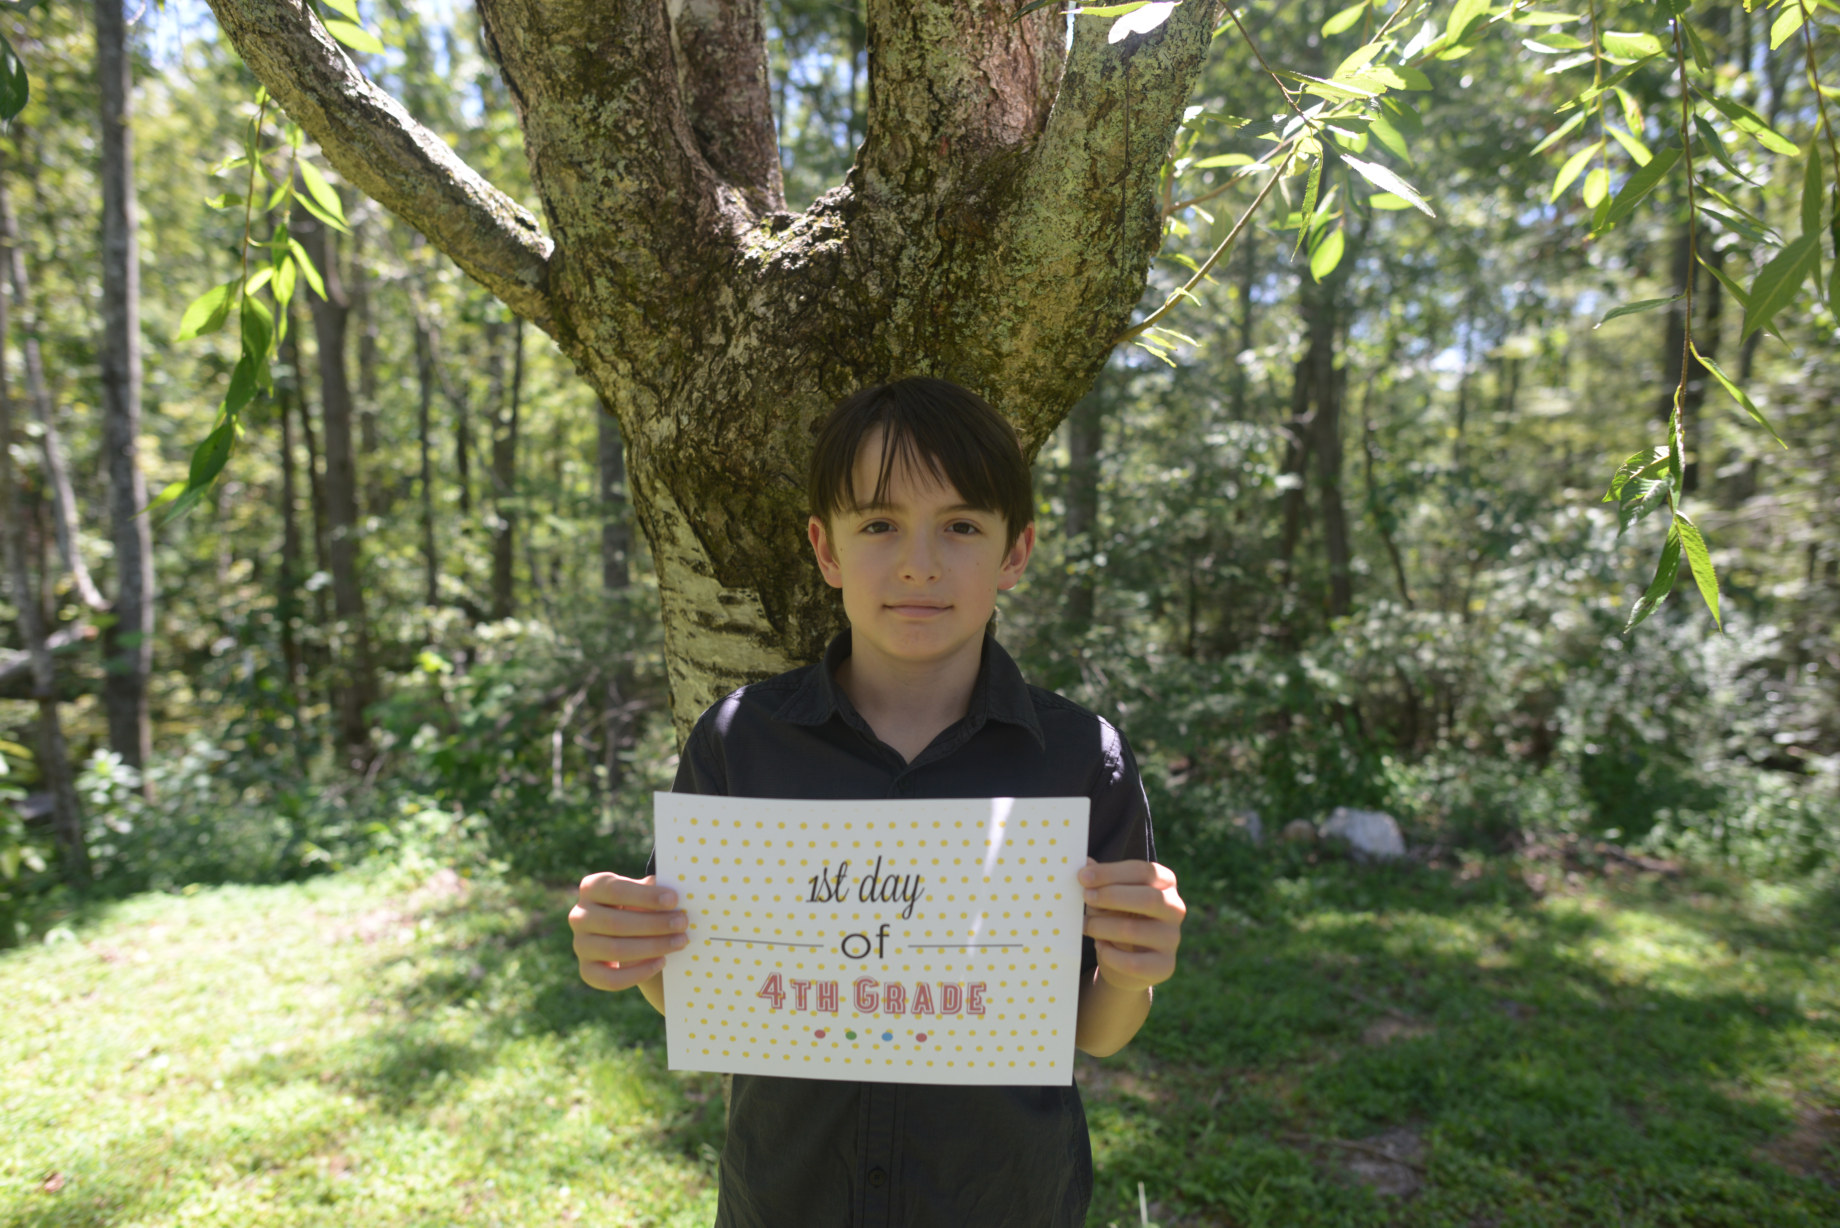 1st day
of
4TH GRADE